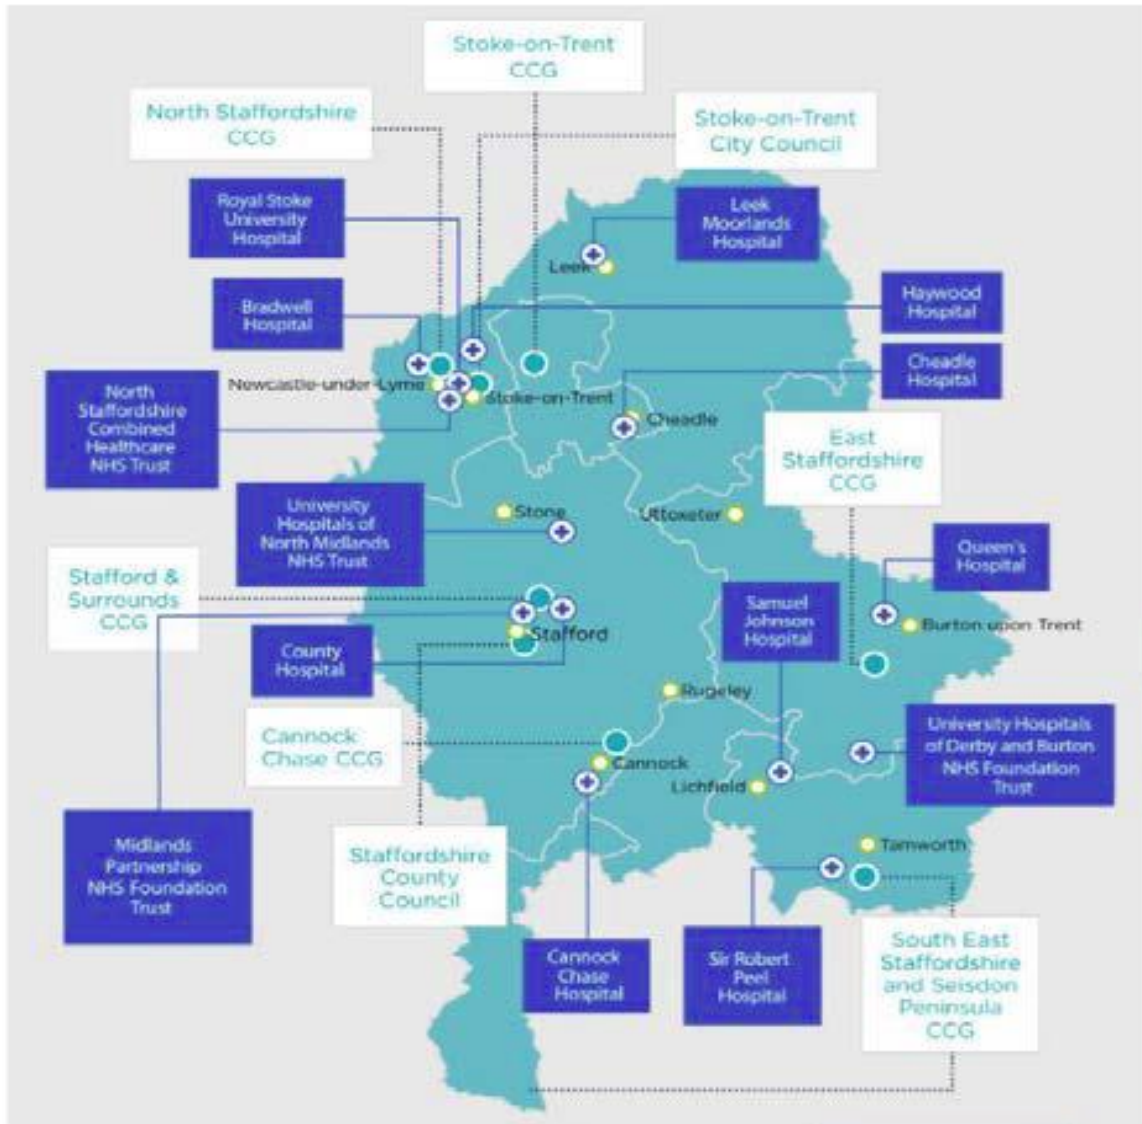 Stoke-on-Trent
CCG
North Staffordshire
CCG
Stoke-on-Trent
City Council
Royal Stoke
University
Hospital
Leek
Moorlands
Hospital
Leek
Bradwell
Hospital
Haywood
Hospital
Cheadle
Hospital
Newcastle-under-Lyme
Stoke-on-Trent
North
Staffordshire
Combined
Healthcare
NHS Trust
Cheadle
East
Staffordshire
CCG
University
Hospitals of
North Midlands
NHS Trust
Stone
Uttoxeter
Queen's
Hospital
Stafford &
Surrounds
CCG
Samuel
Johnson
Hospital
Stafford
Burton upon Trent
County
Hospital
Rugeley
Cannock
Chase CCG
University Hospitals
of Derby and Burton
NHS Foundation
Trust
Cannock
Lichfield
Midlands
Partnership
NHS Foundation
Trust
Staffordshire
County
Council
Tamworth
Cannock
Chase
Hospital
Sir Robert
Peel
Hospital
South East
Staffordshire
and Seisdon
Peninsula
CCG